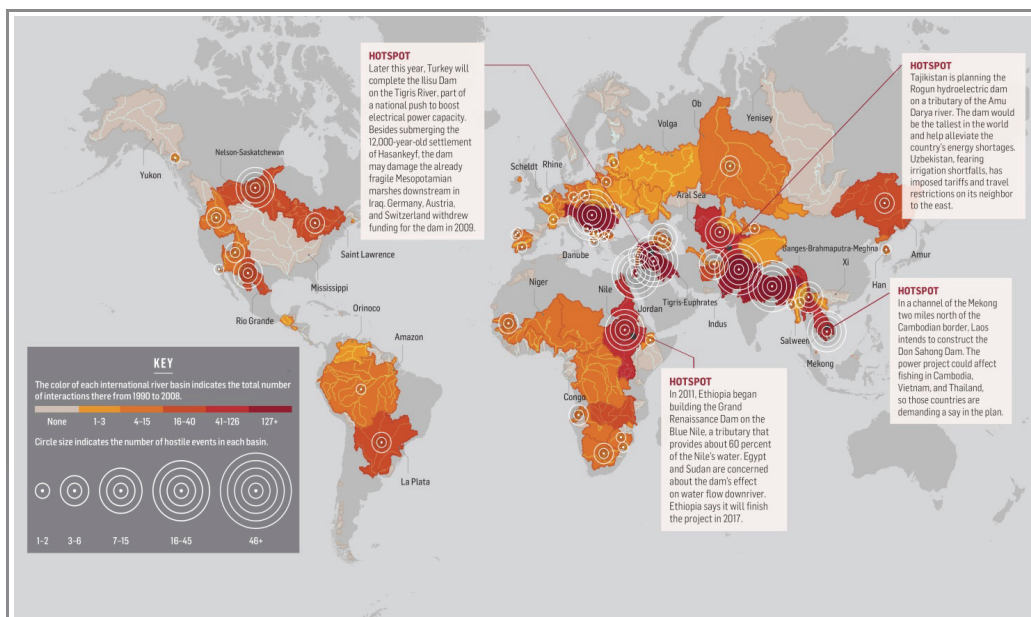 HOTSPOT
Later this year, Turkey will
complete the Ilisu Dam
on the Tigris River, part
of a national push to boost
electrical power capacity.
Besides submerging the
12,000-year-old settlement
of Hasankeyf, the dam
may damage the already
fragile Mesopotamian
marshes downstream in
Iraq. Germany, Austria,
and Switzerland withdrew
funding for the dam in 2009.
HOTSPOT
Tajikistan is planning the
Rogun hydroelectric dam
on a tributary of the Amu
Darya river. The dam would
be the tallest in the world
and help alleviate the
country's energy shortages.
Uzbekistan, fearing
irrigation shortfalls, has
imposed tariffs and travel
restrictions on its neighbor
to the east.
Yukon
Nelson-Saskatchewan
Saint Lawrence
Mississippi
Rio Grande
Orinoco
Amazon
La Plata
Scheldt
Rhine
Volga
Ob
Yenisey
Aral Sea
Danube
Niger
Nile
Jordan
Tigris-Euphrates
Indus
Congo
Ganges-Brahmaputra-Meghna
Xi
Han
Amur
Salween
Mekong
HOTSPOT
In a channel of the Mekong
two miles north of the
Cambodian border, Laos
intends to construct the
Don Sahong Dam. The
power project could affect
fishing in Cambodia,
Vietnam, and Thailand,
so those countries are
demanding a say in the plan.
HOTSPOT
In 2011, Ethiopia began
building the Grand
Renaissance Dam on the
Blue Nile, a tributary that
provides about 60 percent
of the Nile's water. Egypt
and Sudan are concerned
about the dam's effect
on water flow downriver.
Ethiopia says it will finish
the project in 2017.
KEY
The color of each international river basin indicates the total number
of interactions there from 1990 to 2008.
None 1-3 4-15 16-40 41-126 127+
Circle size indicates the number of hostile events in each basin.
1-2 3-6 7-15 16-45 46+